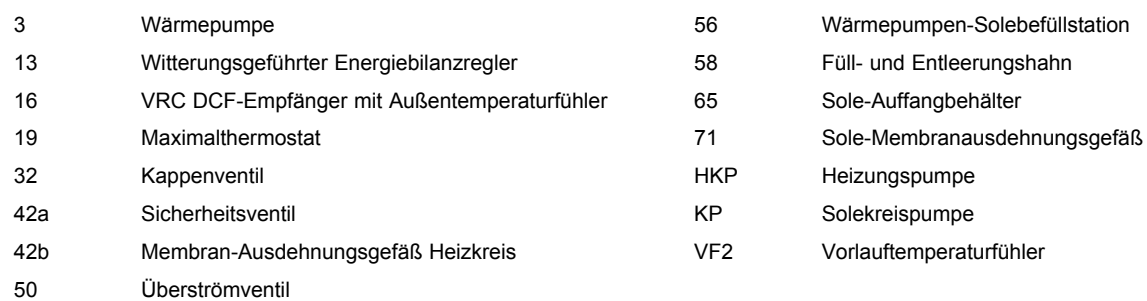 3 Wärmepumpe
13 Witterungsgeführter Energiebilanzregler
16 VRC DCF-Empfänger mit Außentemperaturfühler
19 Maximalthermostat
32 Kappenventil
42a Sicherheitsventil
42b Membran-Ausdehnungsgefäß Heizkreis
50 Überströmventil
56 Wärmepumpen-Solebefüllstation
58 Füll- und Entleerungshahn
65 Sole-Auffangbehälter
71 Sole-Membranausdehnungsgefäß
HKP Heizungspumpe
KP Solekreispumpe
VF2 Vorlauftemperaturfühler